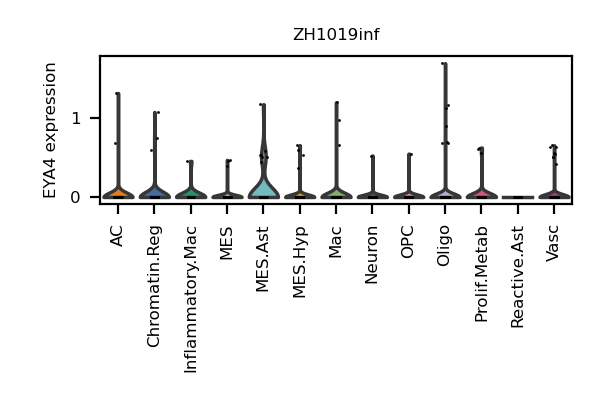 ZH1019inf
EYA4 expression
1
0
AC
Chromatin.Reg
Inflammatory.Mac
MES
MES.Ast
MES.Hyp
Mac
Neuron
OPC
Oligo
Prolif.Metab
Reactive.Ast
Vasc